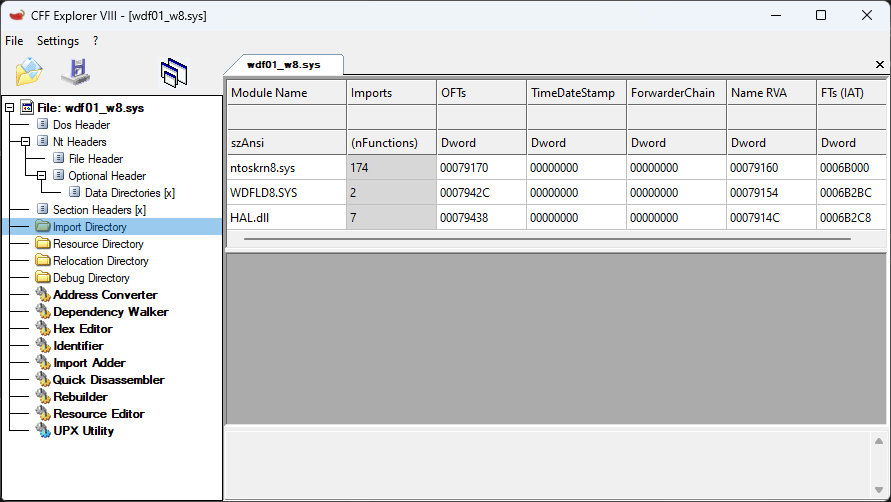 CFF Explorer VIII - [wdf01_w8.sys]
File Settings ?
wdf01_w8.sys
File: wdf01_w8.sys
Dos Header
Nt Headers
File Header
Optional Header
Data Directories [x]
Section Headers [x]
Import Directory
Resource Directory
Relocation Directory
Debug Directory
Address Converter
Dependency Walker
Hex Editor
Identifier
Import Adder
Quick Disassembler
Rebuilder
Resource Editor
UPX Utility
Module Name Imports OFTs TimeDateStamp ForwarderChain Name RVA FTs (IAT)
szAnsi (nFunctions) Dword Dword Dword Dword Dword
ntoskrn8.sys 174 00079170 00000000 00000000 00079160 0006B000
WDFLD8.SYS 2 0007942C 00000000 00000000 00079154 0006B2BC
HAL.dll 7 00079438 00000000 00000000 0007914C 0006B2C8